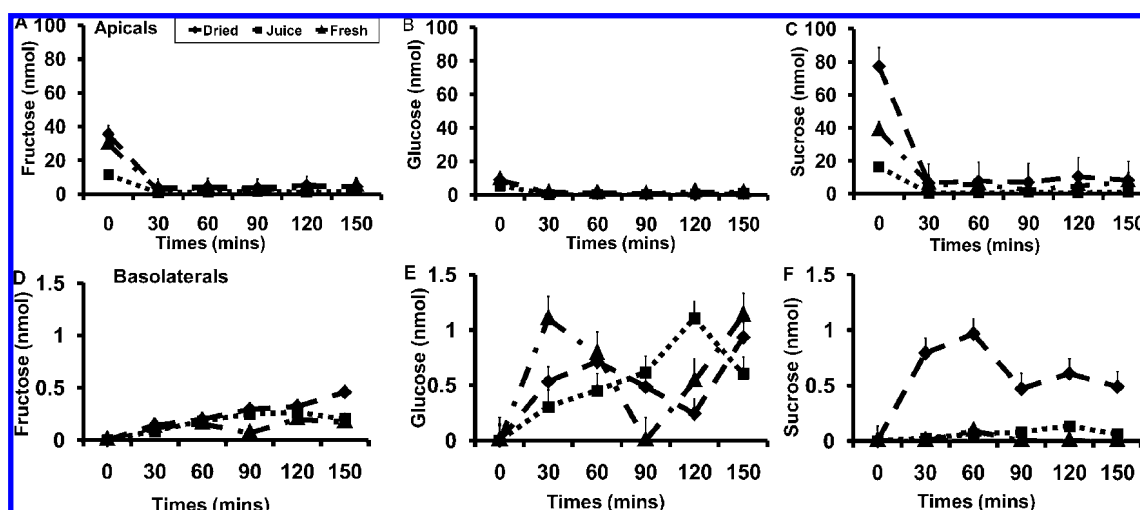 A Apicals Dried Juice Fresh
Fructose (nmol)
100
80
60
40
20
0
0 30 60 90 120 150
Times (mins)
B
Glucose (nmol)
100
80
60
40
20
0
0 30 60 90 120 150
Times (mins)
C
Sucrose (nmol)
100
80
60
40
20
0
0 30 60 90 120 150
Times (mins)
D Basolaterals
Fructose (nmol)
1.5
1
0.5
0
0 30 60 90 120 150
Times (mins)
E
Glucose (nmol)
1.5
1
0.5
0
0 30 60 90 120 150
Times (mins)
F
Sucrose (nmol)
1.5
1
0.5
0
0 30 60 90 120 150
Times (mins)